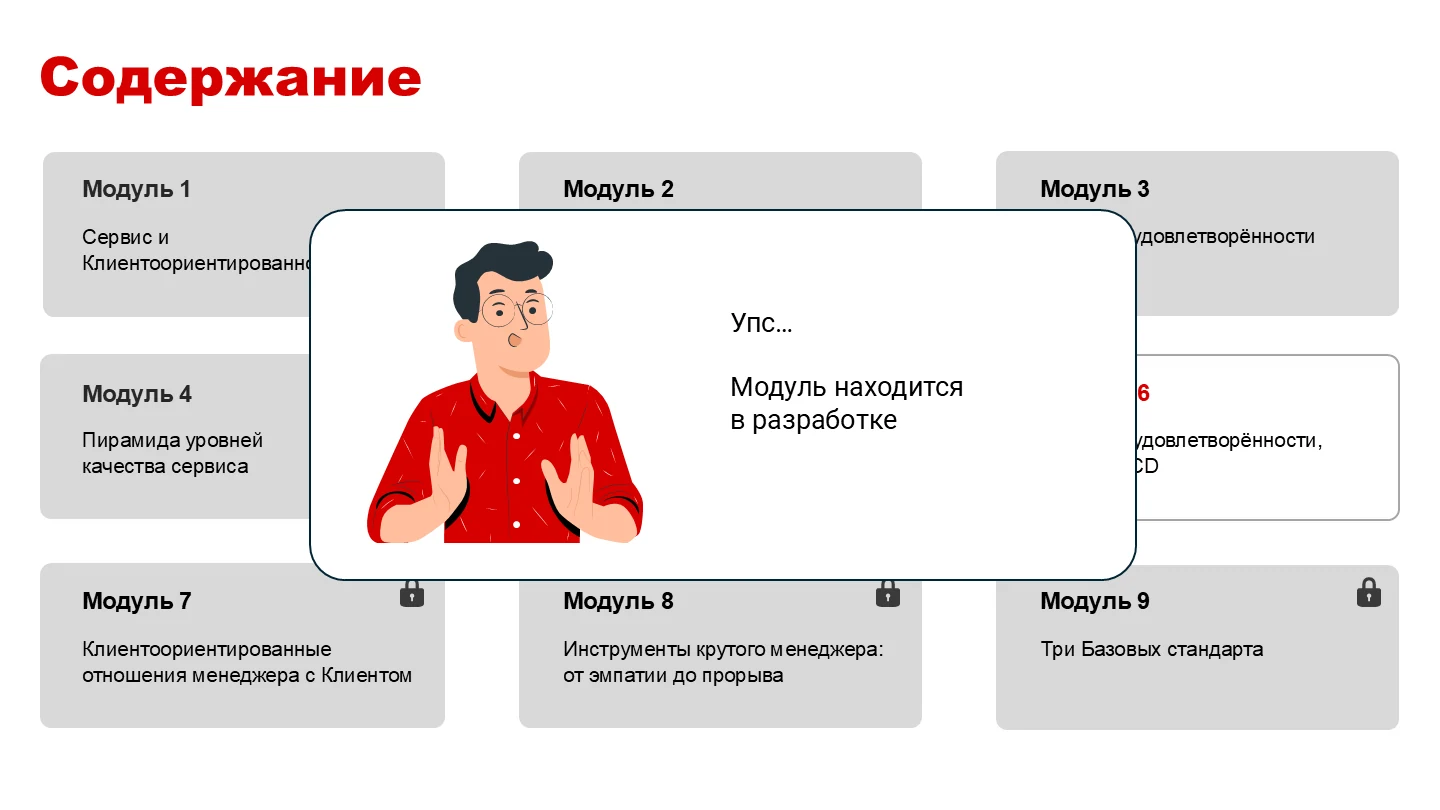 Содержание
Модуль 1
Сервис и
Модуль 2
Модуль 3
удовлетворённости
Модуль 4
Пирамида уровней
качества сервиса
6
удовлетворённости,
CD
Упс...
Модуль находится
в разработке
Модуль 7
Клиентоориентированные
отношения менеджера с Клиентом
Модуль 8
Инструменты крутого менеджера:
от эмпатии до прорыва
Модуль 9
Три Базовых стандарта